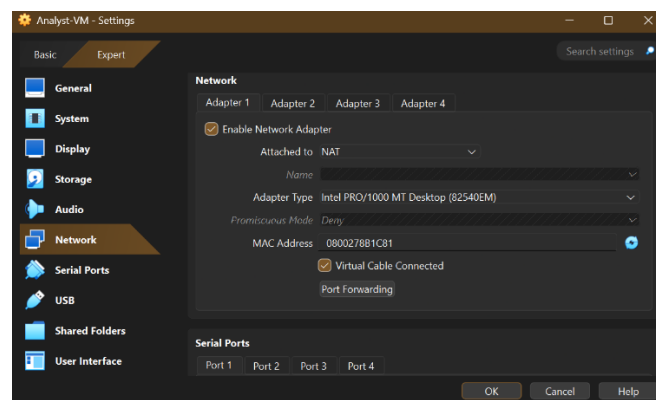 Analyst-VM - Settings
Basic Expert Search settings
General
System
Display
Storage
Audio
Network
Serial Ports
USB
Shared Folders
User Interface
Network
Adapter 1 Adapter 2 Adapter 3 Adapter 4
Enable Network Adapter
Attached to NAT
Name
Adapter Type Intel PRO/1000 MT Desktop (82540EM)
Promiscuous Mode Deny
MAC Address 0800278B1C81
Virtual Cable Connected
Port Forwarding
Serial Ports
Port 1 Port 2 Port 3 Port 4
OK Cancel Help